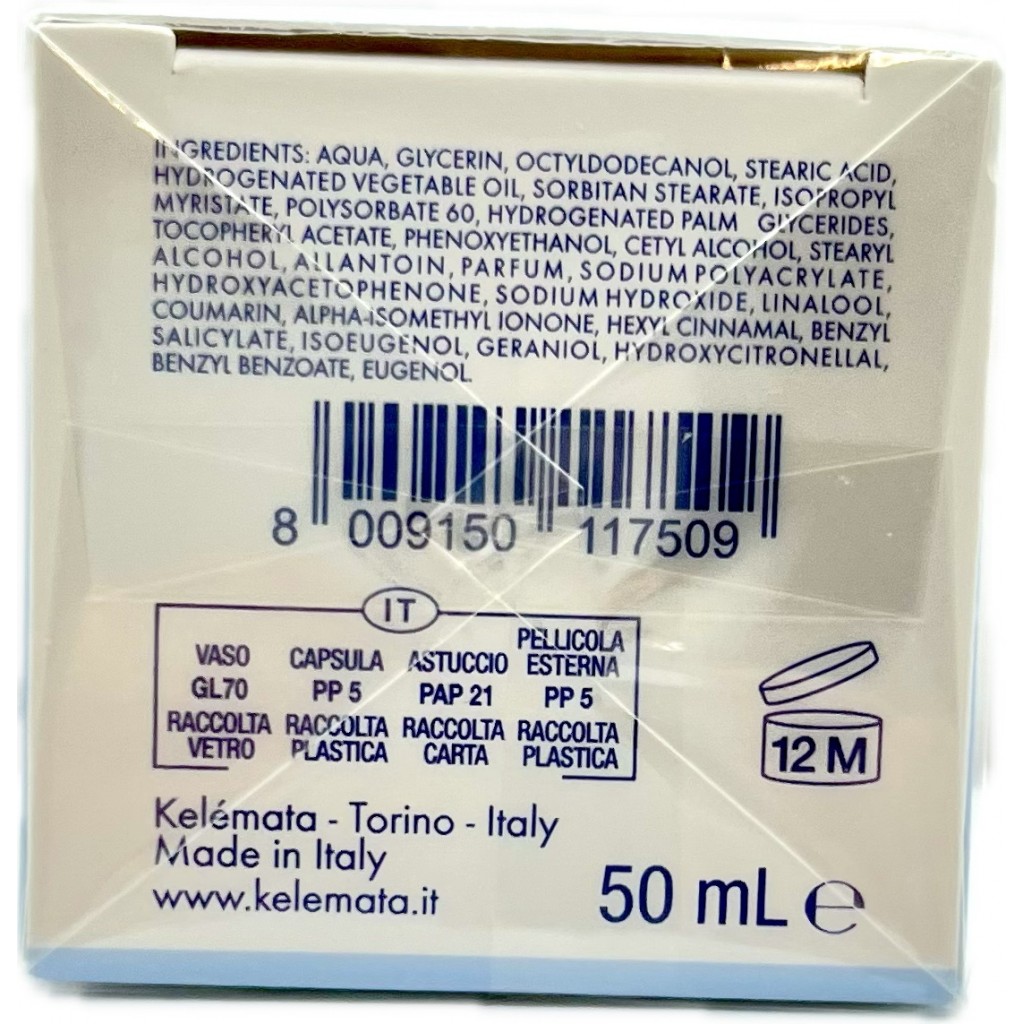 INGREDIENTS: AQUA, GLYCERIN, OCTYLDODECANOL, STEARIC ACID,
HYDROGENATED VEGETABLE OIL, SORBITAN STEARATE, ISOPROPYL
MYRISTATE, POLYSORBATE 60, HYDROGENATED PALM GLYCERIDES,
TOCOPHERYL ACETATE, PHENOXYETHANOL, CETYL ALCOHOL, STEARYL
ALCOHOL, ALLANTOIN, PARFUM, SODIUM POLYACRYLATE,
HYDROXYACETOPHENONE, SODIUM HYDROXIDE, LINALOOL,
COUMARIN, ALPHA-ISOMETHYL IONONE, HEXYL CINNAMAL, BENZYL
SALICYLATE, ISOEUGENOL, GERANIOL, HYDROXYCITRONELLAL,
BENZYL BENZOATE, EUGENOL.
8 009150 117509
IT
VASO CAPSULA ASTUCCIO PELLICOLA ESTERNA
GL70 PP 5 PAP 21 PP 5
RACCOLTA RACCOLTA RACCOLTA RACCOLTA
VETRO PLASTICA CARTA PLASTICA
12 M
Kelémata - Torino - Italy
Made in Italy
www.kelemata.it
50 mL ℮